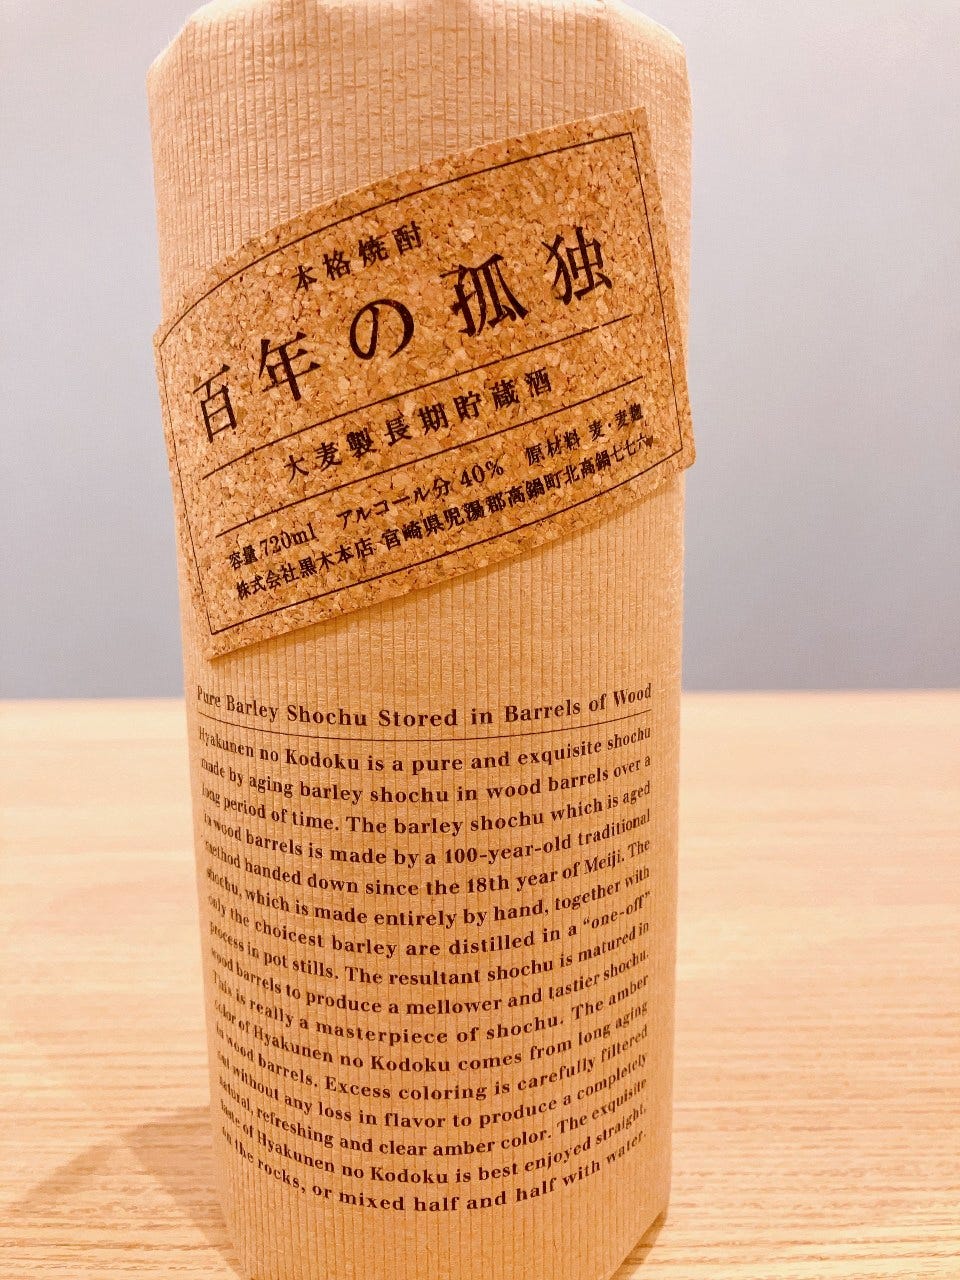 本格焼酎
百年の孤独
大麦製長期貯蔵酒
容量720ml アルコール分40% 原材料 麦・麦麹
株式会社黒木本店 宮崎県児湯郡高鍋町北高鍋七七六
Pure Barley Shochu Stored in Barrels of Wood
Hyakunen no Kodoku is a pure and exquisite shochu
made by aging barley shochu in wood barrels over a
long period of time. The barley shochu which is aged
in wood barrels is made by a 100-year-old traditional
method handed down since the 18th year of Meiji. The
shochu, which is made entirely by hand, together with
only the choicest barley are distilled in a "one-off"
process in pot stills. The resultant shochu is matured in
wood barrels to produce a mellower and tastier shochu.
This is really a masterpiece of shochu. The amber
color of Hyakunen no Kodoku comes from long aging
in wood barrels. Excess coloring is carefully filtered
out without any loss in flavor to produce a completely
natural, refreshing and clear amber color. The exquisite
taste of Hyakunen no Kodoku is best enjoyed straight,
on the rocks, or mixed half and half with water.